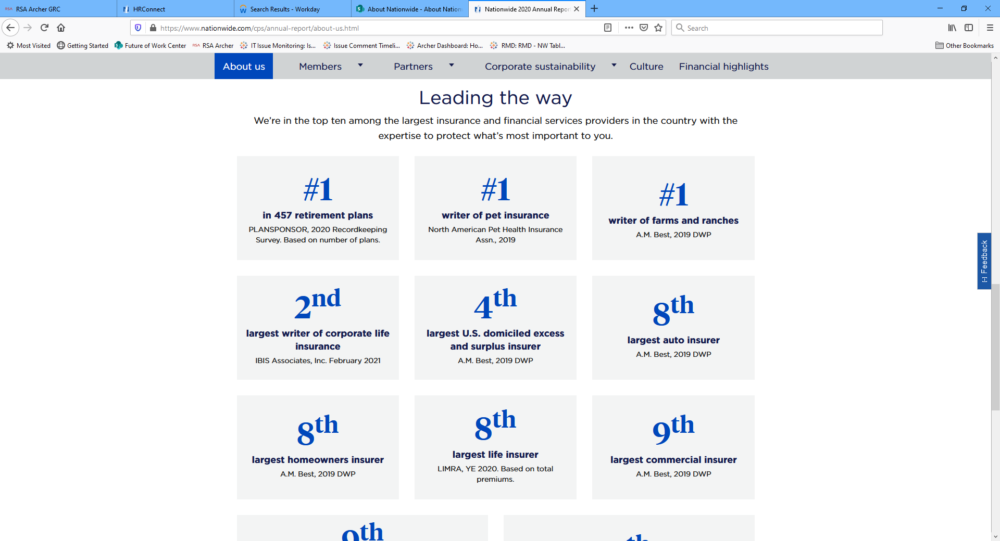 RSA RSA Archer GRC
HRConnect
Search Results - Workday
About Nationwide - About Nation
Nationwide 2020 Annual Repor
https://www.nationwide.com/cps/annual-report/about-us.html
Search
Most Visited
Getting Started
Future of Work Center
RSA RSA Archer
IT Issue Monitoring: Is...
Issue Comment Timeli...
Archer Dashboard: Ho...
RMD: RMD - NW Tabl...
Other Bookmarks
About us
Members
Partners
Corporate sustainability
Culture
Financial highlights
Leading the way
We're in the top ten among the largest insurance and financial services providers in the country with the
expertise to protect what's most important to you.
#1
in 457 retirement plans
PLANSPONSOR, 2020 Recordkeeping
Survey. Based on number of plans.
#1
writer of pet insurance
North American Pet Health Insurance
Assn., 2019
#1
writer of farms and ranches
A.M. Best, 2019 DWP
2nd
largest writer of corporate life
insurance
IBIS Associates, Inc. February 2021
4th
largest U.S. domiciled excess
and surplus insurer
A.M. Best, 2019 DWP
8th
largest auto insurer
A.M. Best, 2019 DWP
8th
largest homeowners insurer
A.M. Best, 2019 DWP
8th
largest life insurer
LIMRA, YE 2020. Based on total
premiums.
9th
largest commercial insurer
A.M. Best, 2019 DWP
9th
th
[-] Feedback